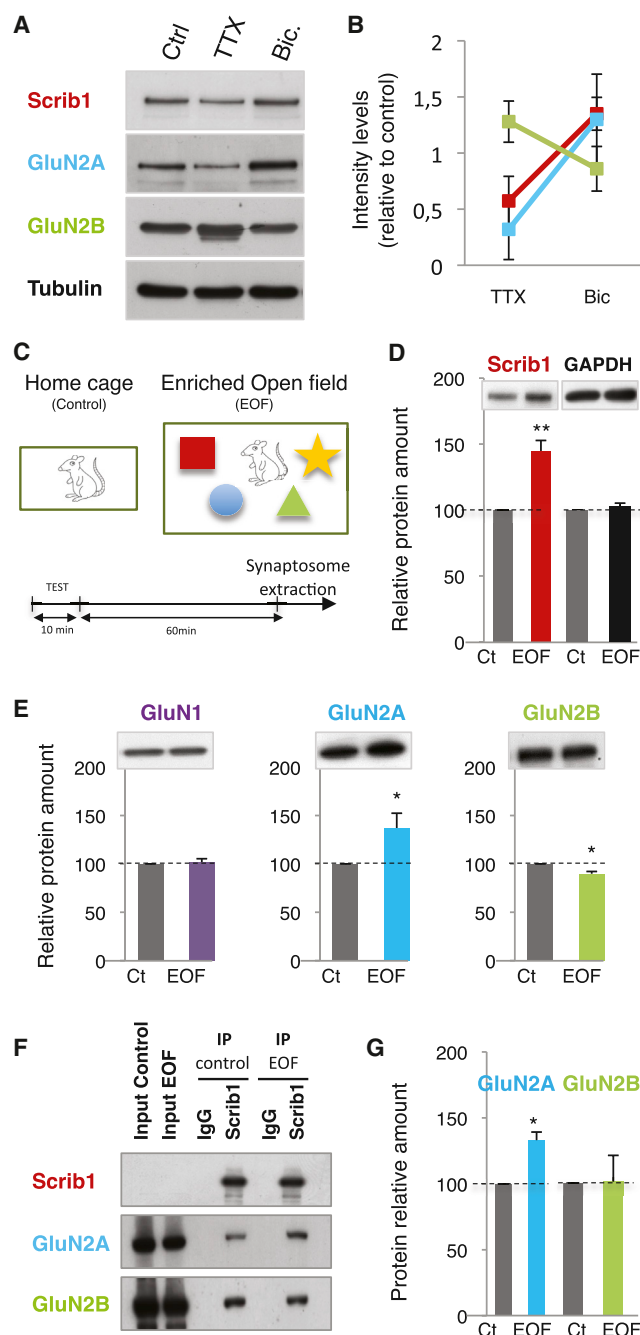 A
Ctrl TTX Bic.
Scrib1
GluN2A
GluN2B
Tubulin
B
Intensity levels
(relative to control)
2
1,5
1
0,5
0
TTX Bic
C
Home cage
(Control)
Enriched Open field
(EOF)
TEST
Synaptosome
extraction
10 min
60min
D
Scrib1 GAPDH
Relative protein amount
200
**
150
100
50
0
Ct EOF Ct EOF
E
GluN1 GluN2A GluN2B
Relative protein amount
200 200 200
150 150 150
* *
100 100 100
50 50 50
0 0 0
Ct EOF Ct EOF Ct EOF
F
Input Control
Input EOF
IP
control
IgG
Scrib1
IP
EOF
IgG
Scrib1
Scrib1
GluN2A
GluN2B
G
Protein relative amount
200
GluN2A GluN2B
*
150
100
50
0
Ct EOF Ct EOF